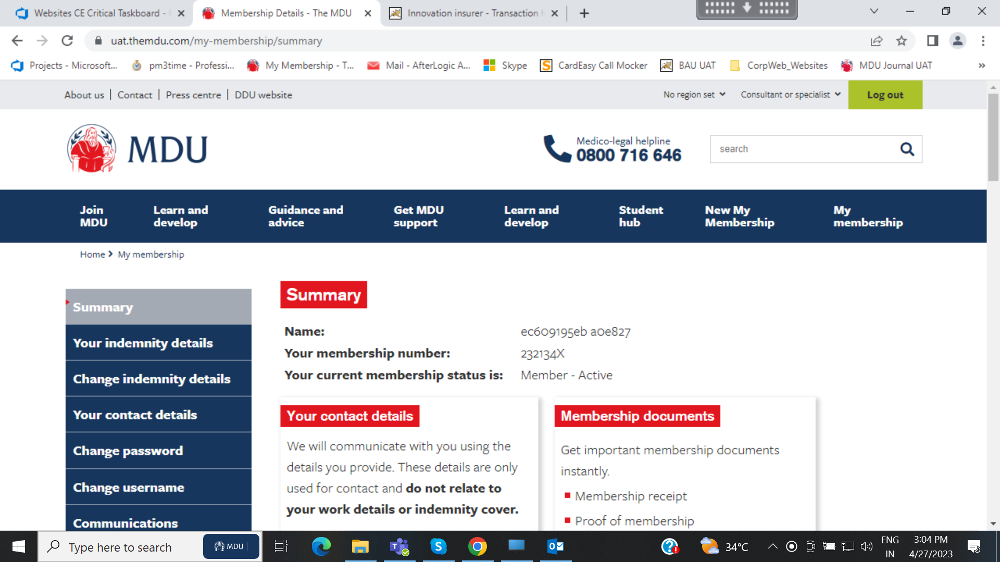 Websites CE Critical Taskboard -
Membership Details - The MDU
Innovation insurer - Transaction
uat.themdu.com/my-membership/summary
Projects - Microsoft...
pm3time - Professi...
My Membership - T...
Mail - AfterLogic A...
Skype
CardEasy Call Mocker
BAU UAT
CorpWeb_Websites
MDU Journal UAT
About us | Contact | Press centre | DDU website
No region set
Consultant or specialist
Log out
MDU
Medico-legal helpline
0800 716 646
search
Join
MDU
Learn and
develop
Guidance and
advice
Get MDU
support
Learn and
develop
Student
hub
New My
Membership
My
membership
Home
My membership
Summary
Your indemnity details
Change indemnity details
Your contact details
Change password
Change username
Communications
Summary
Name: ec609195eb a0e827
Your membership number: 232134X
Your current membership status is: Member - Active
Your contact details
We will communicate with you using the
details you provide. These details are only
used for contact and do not relate to
your work details or indemnity cover.
Membership documents
Get important membership documents
instantly.
Membership receipt
Proof of membership
Type here to search
MDU
34°C
ENG
IN
3:04 PM
4/27/2023